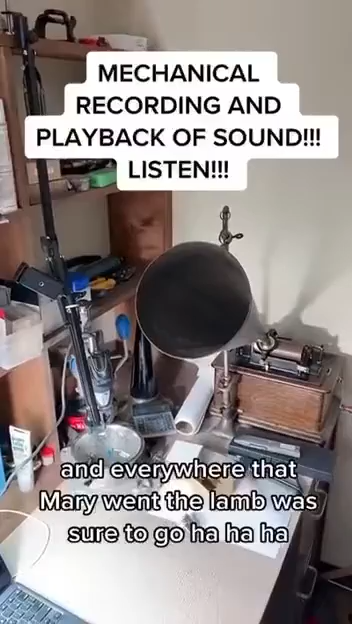 MECHANICAL
RECORDING AND
PLAYBACK OF SOUND!!!
LISTEN!!!
and everywhere that
Mary went the lamb was
sure to go ha ha ha